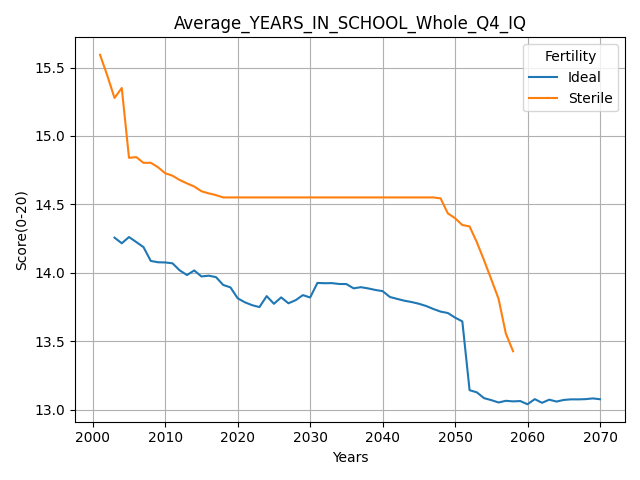 Average_YEARS_IN_SCHOOL_Whole_Q4_IQ
Fertility
Ideal
Sterile
Score(0-20)
15.5
15.0
14.5
14.0
13.5
13.0
2000 2010 2020 2030 2040 2050 2060 2070
Years